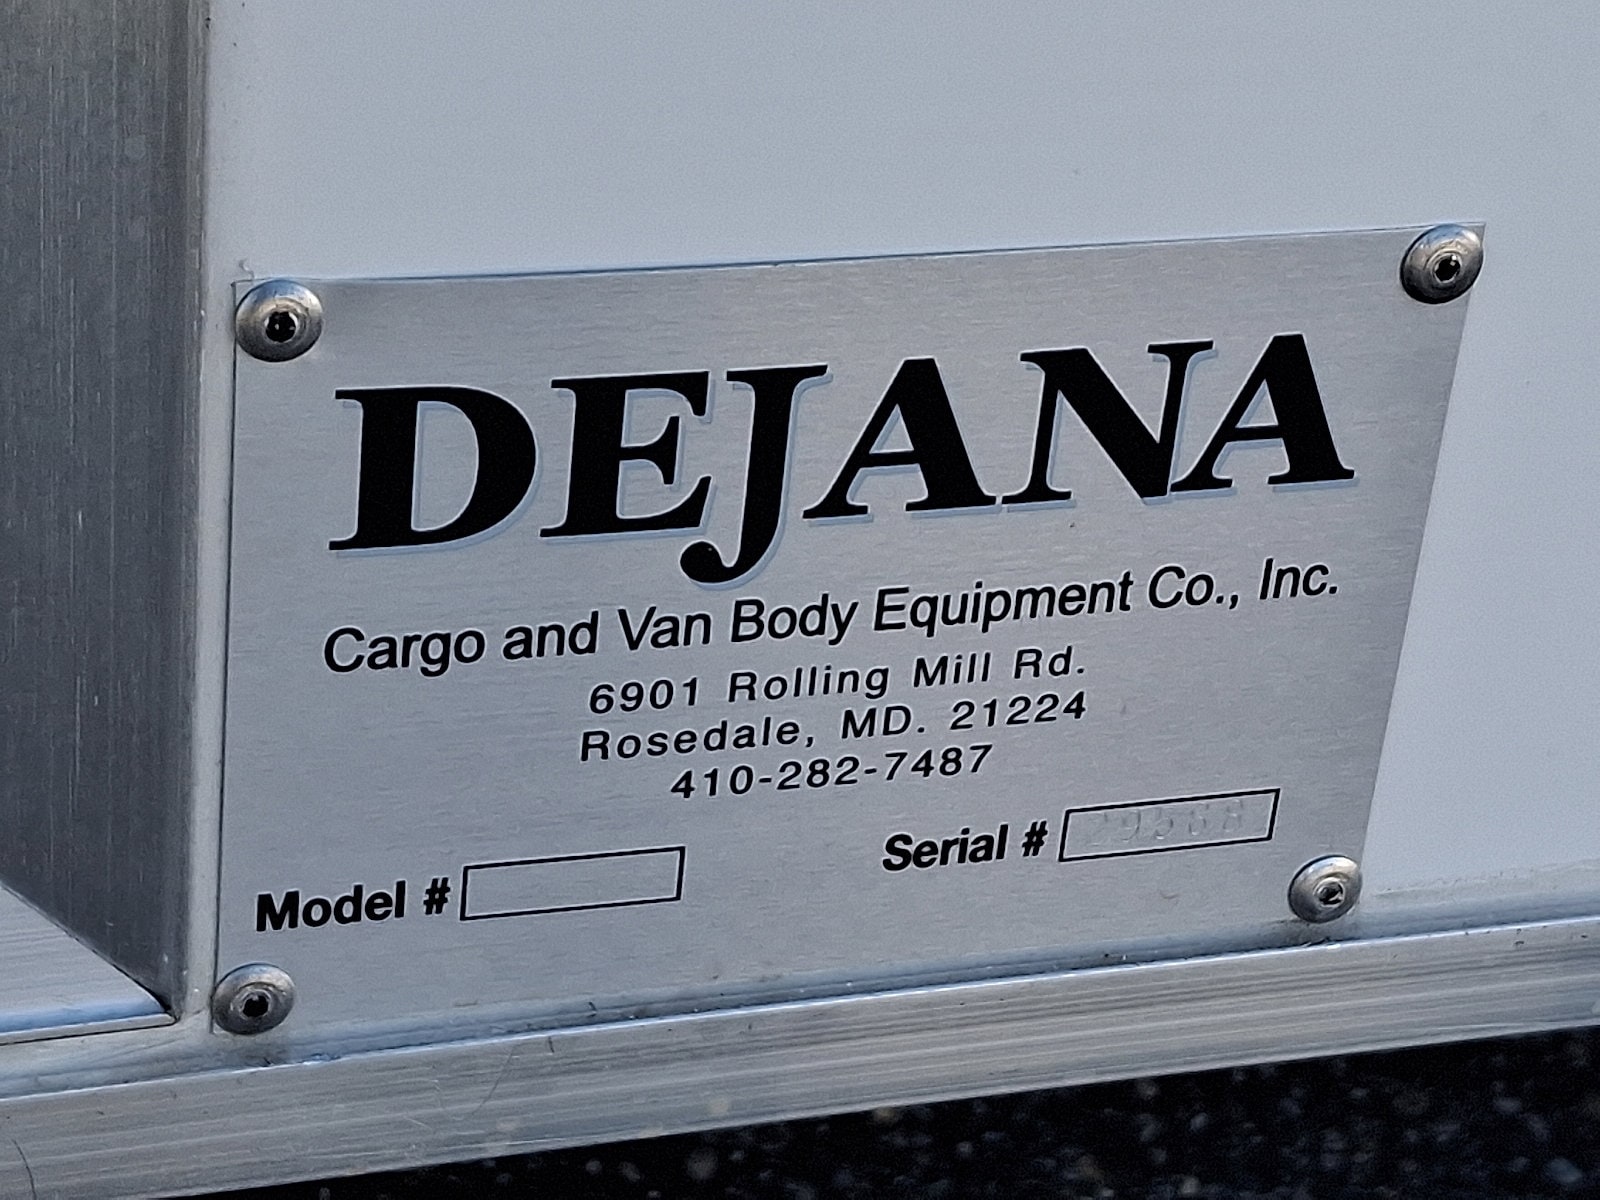 DEJANA
Cargo and Van Body Equipment Co., Inc.
6901 Rolling Mill Rd.
Rosedale, MD. 21224
410-282-7487
Serial #
Model #